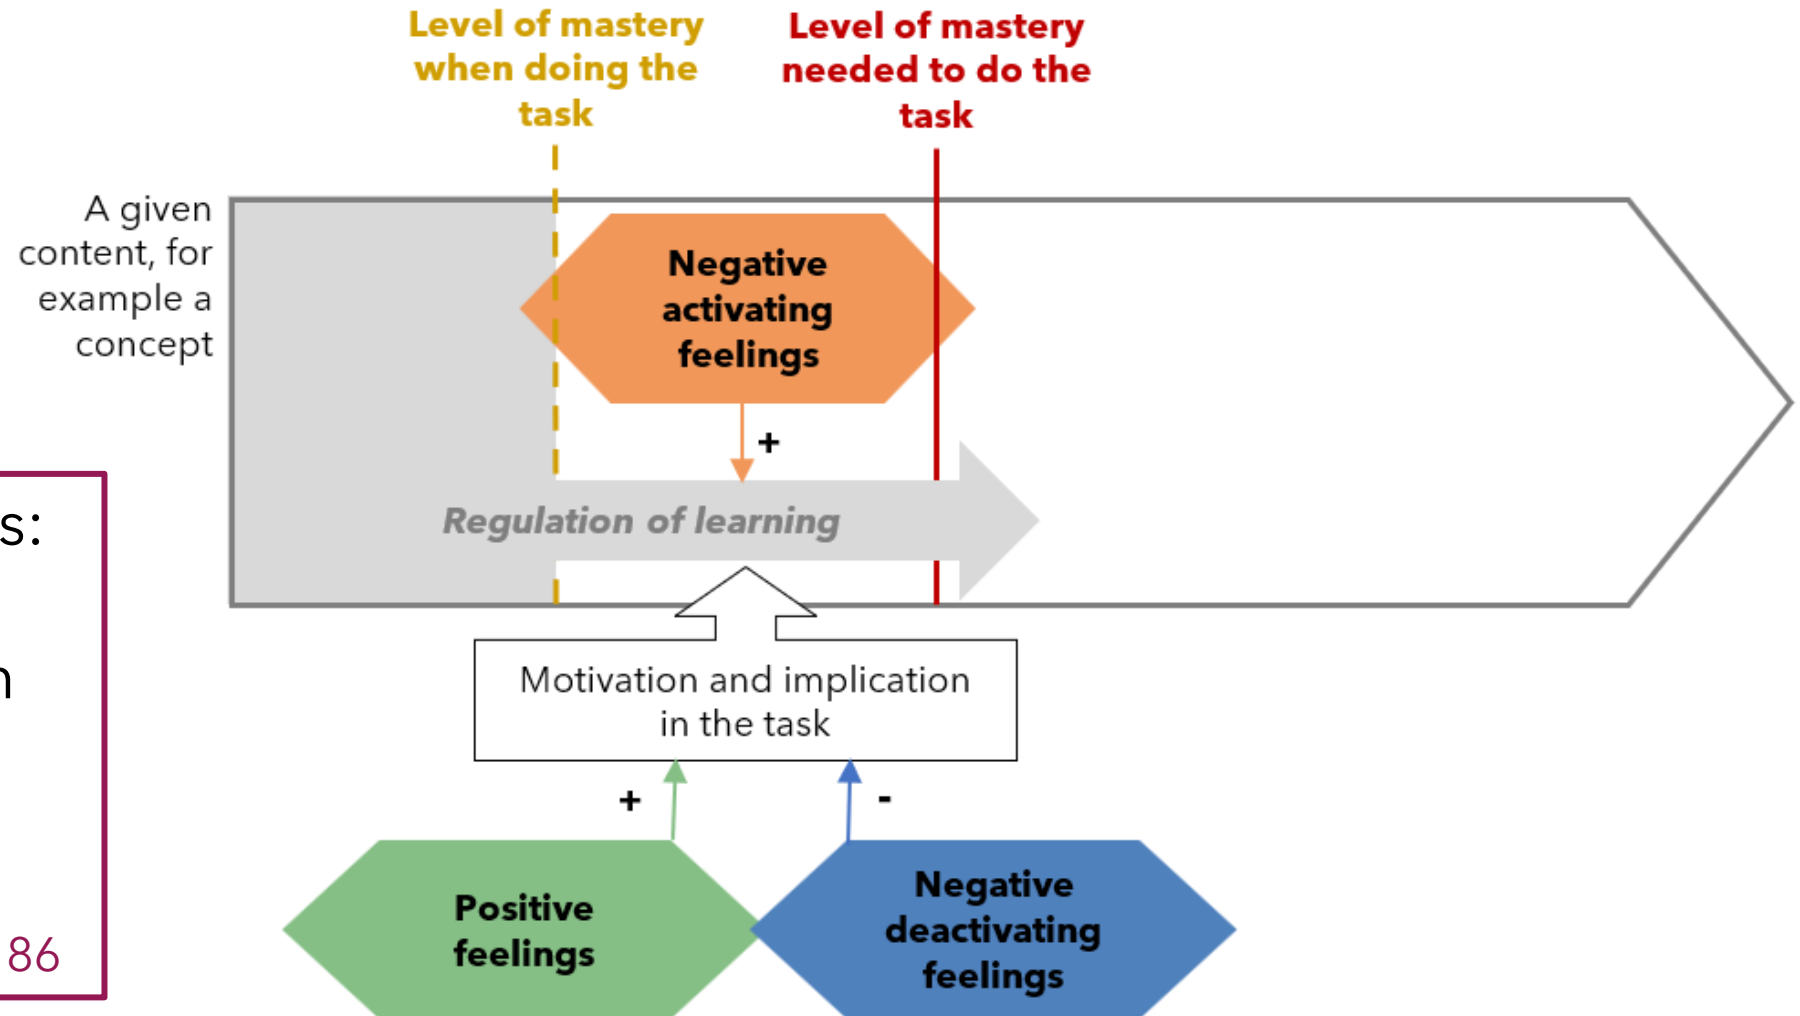 Level of mastery
when doing the
task
Level of mastery
needed to do the
task
A given
content, for
example a
concept
Negative
activating
feelings
+
Regulation of learning
s:
n
86
Motivation and implication
in the task
+
-
Positive
feelings
Negative
deactivating
feelings